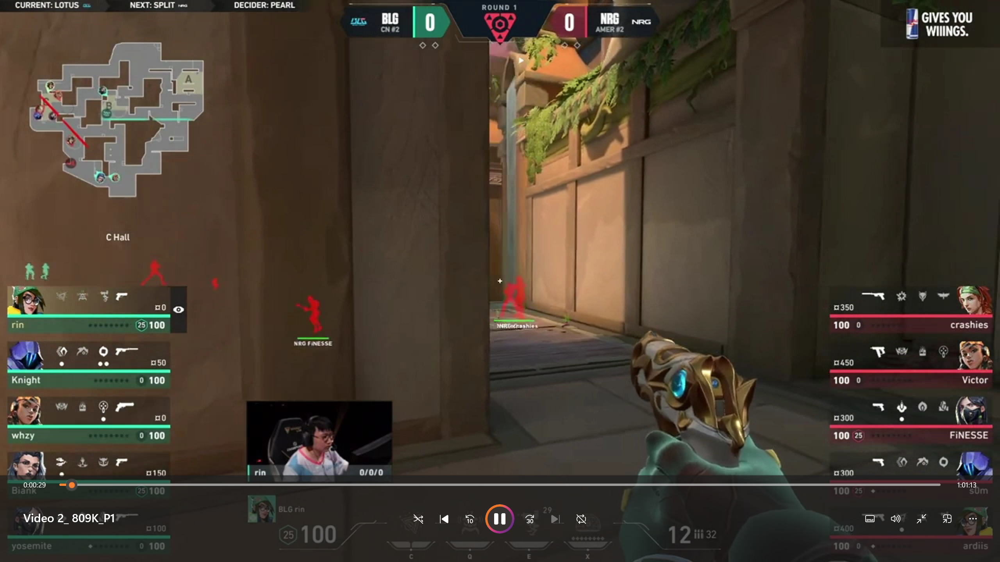 CURRENT: LOTUS BLG NEXT: SPLIT NRG DECIDER: PEARL
BLG
CN #2
0
ROUND 1
0
NRG
AMER #2
NRG
GIVES YOU
WIIINGS.
A
B
C Hall
NRG FiNESSE
NRG crashies
0
rin
25 100
50
Knight
0 100
0
whzy
0 100
150
Biank
25 100
100
yosemite
0 100
350
100 0 crashies
450
100 0 Victor
300
100 25 FiNESSE
300
100 25 s0m
400
100 0 ardiis
rin 0/0/0
0:00:29
1:01:13
Video 2_ 809K_P1
10
30
BLG rin
25 100
29
12 32
C Q E X